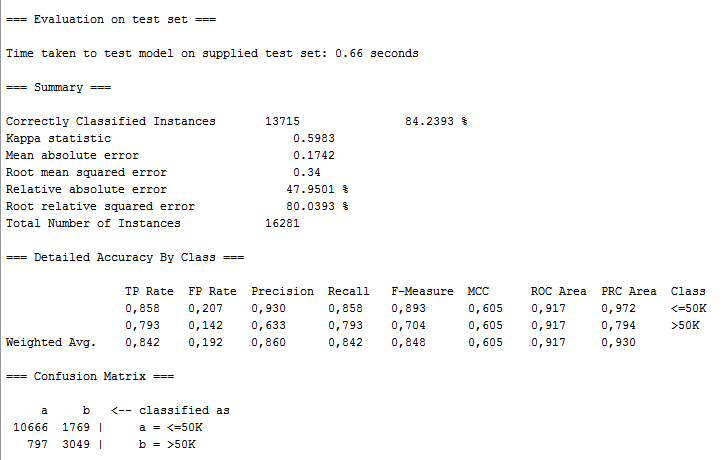 === Evaluation on test set ===
Time taken to test model on supplied test set: 0.66 seconds
=== Summary ===
Correctly Classified Instances 13715 84.2393 %
Kappa statistic 0.5983
Mean absolute error 0.1742
Root mean squared error 0.34
Relative absolute error 47.9501 %
Root relative squared error 80.0393 %
Total Number of Instances 16281
=== Detailed Accuracy By Class ===
TP Rate FP Rate Precision Recall F-Measure MCC ROC Area PRC Area Class
0,858 0,207 0,930 0,858 0,893 0,605 0,917 0,972 <=50K
0,793 0,142 0,633 0,793 0,704 0,605 0,917 0,794 >50K
Weighted Avg. 0,842 0,192 0,860 0,842 0,848 0,605 0,917 0,930
=== Confusion Matrix ===
a b <-- classified as
10666 1769 | a = <=50K
797 3049 | b = >50K